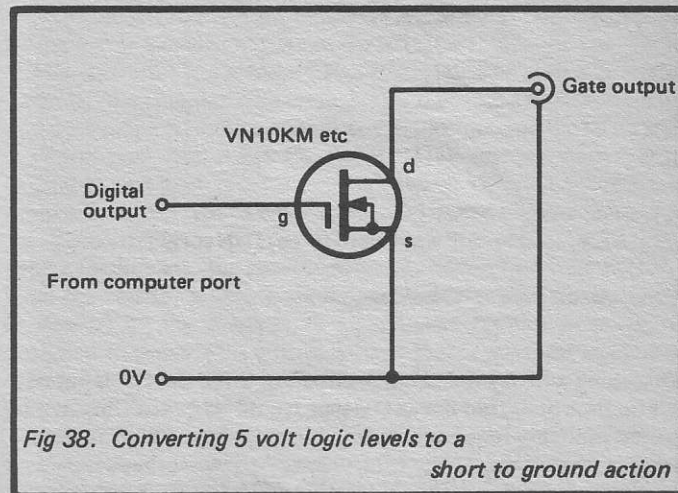 Gate output
VN10KM etc
d
Digital
output
g
s
From computer port
0V
Fig 38. Converting 5 volt logic levels to a
short to ground action